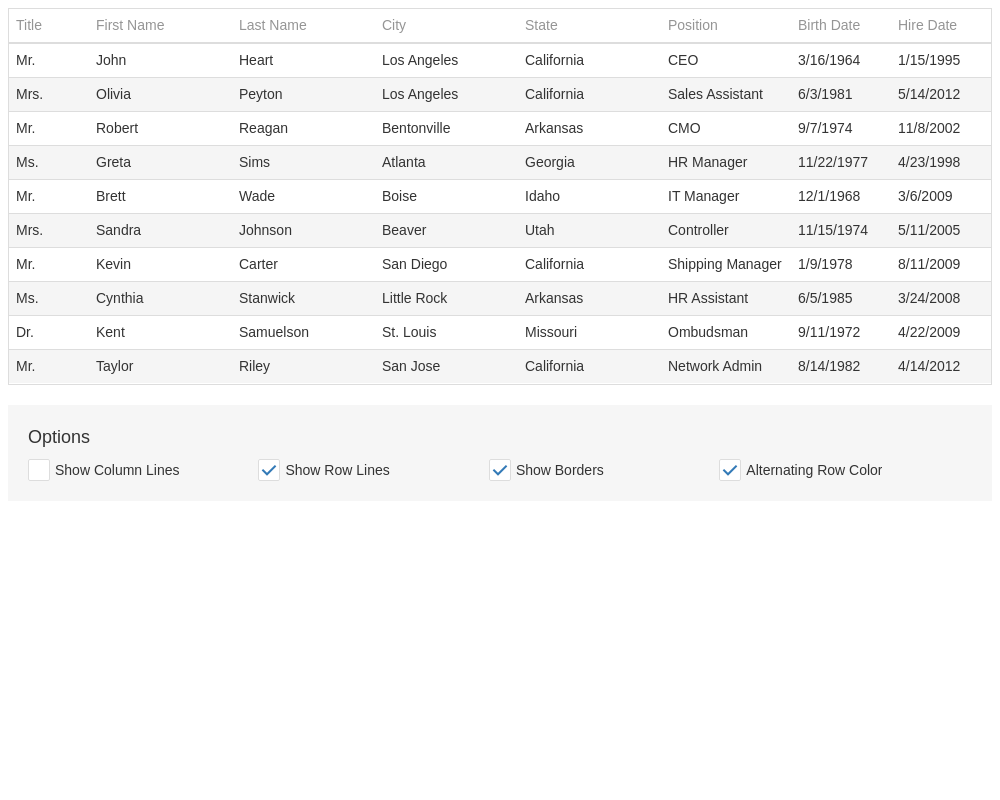 Title First Name Last Name City State Position Birth Date Hire Date
Mr. John Heart Los Angeles California CEO 3/16/1964 1/15/1995
Mrs. Olivia Peyton Los Angeles California Sales Assistant 6/3/1981 5/14/2012
Mr. Robert Reagan Bentonville Arkansas CMO 9/7/1974 11/8/2002
Ms. Greta Sims Atlanta Georgia HR Manager 11/22/1977 4/23/1998
Mr. Brett Wade Boise Idaho IT Manager 12/1/1968 3/6/2009
Mrs. Sandra Johnson Beaver Utah Controller 11/15/1974 5/11/2005
Mr. Kevin Carter San Diego California Shipping Manager 1/9/1978 8/11/2009
Ms. Cynthia Stanwick Little Rock Arkansas HR Assistant 6/5/1985 3/24/2008
Dr. Kent Samuelson St. Louis Missouri Ombudsman 9/11/1972 4/22/2009
Mr. Taylor Riley San Jose California Network Admin 8/14/1982 4/14/2012
Options
Show Column Lines Show Row Lines Show Borders Alternating Row Color